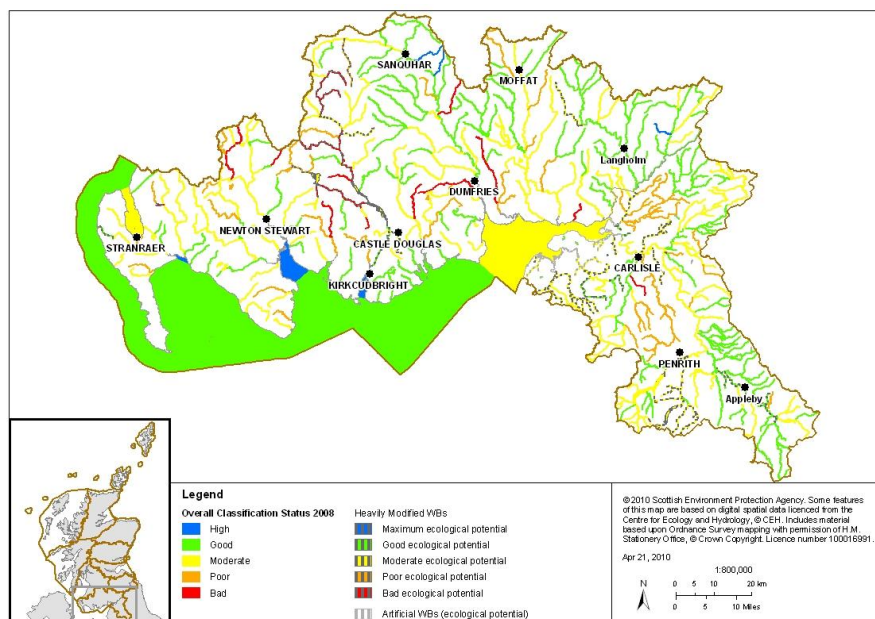 SANQUHAR
MOFFAT
Langholm
DUMFRIES
NEWTON STEWART
STRANRAER
CASTLE DOUGLAS
CARLISLE
KIRKCUDBRIGHT
PENRITH
Appleby
Legend
Overall Classification Status 2008
High
Good
Moderate
Poor
Bad
Heavily Modified WBs
Maximum ecological potential
Good ecological potential
Moderate ecological potential
Poor ecological potential
Bad ecological potential
Artificial WBs (ecological potential)
©2010 Scottish Environment Protection Agency. Some features
of this map are based on digital spatial data licenced from the
Centre for Ecology and Hydrology, © CEH. Includes material
based upon Ordnance Survey mapping with permission of H.M.
Stationery Office, © Crown Copyright. Licence number 100016991.
Apr 21, 2010
1:800,000
N
0 5 10 20 km
0 5 10 Miles